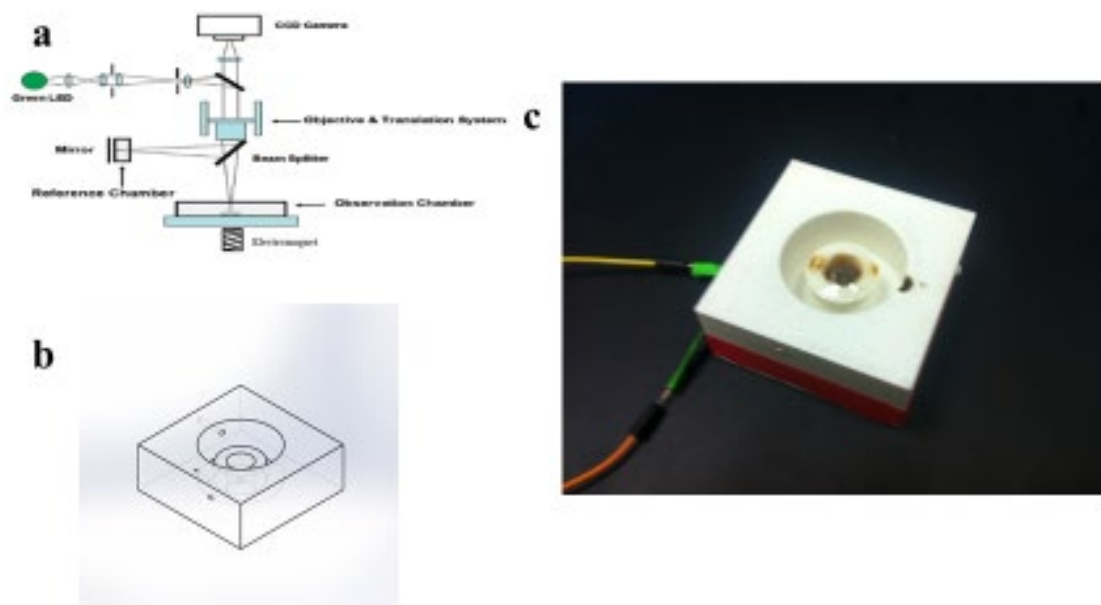 a
CCD Camera
Green LED
Objective & Translation System
Mirror
Beam Splitter
Reference Chamber
Observation Chamber
Electromagnet
b
c